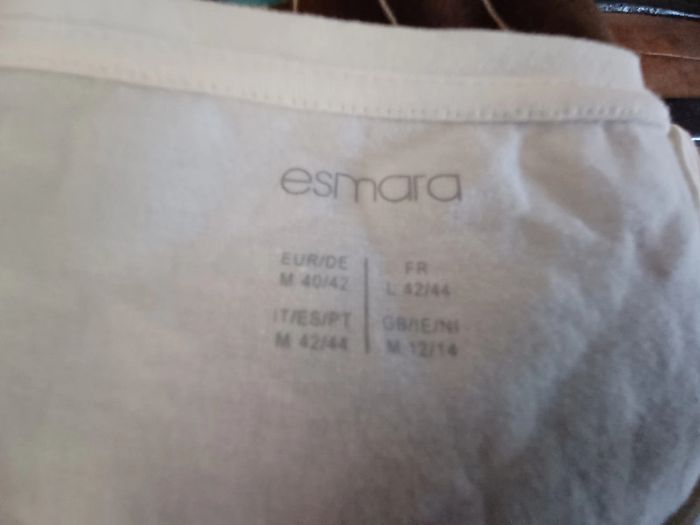 esmara
EUR/DE
M 40/42
FR
L 42/44
IT/ES/PT
M 42/44
GB/IE/NI
M 12/14